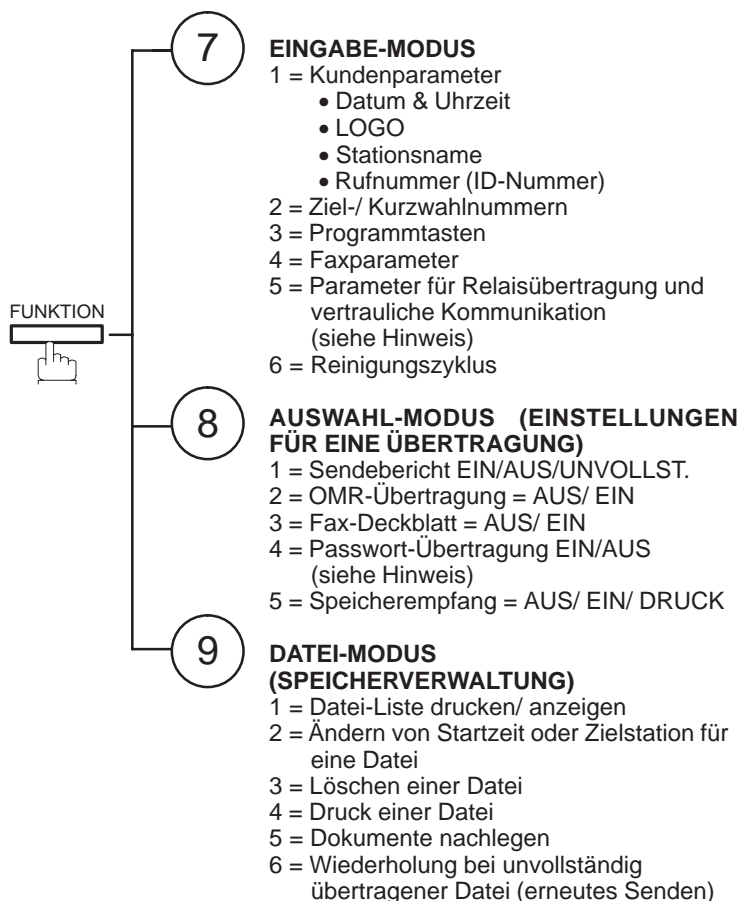 7
EINGABE-MODUS
1 = Kundenparameter
• Datum & Uhrzeit
• LOGO
• Stationsname
• Rufnummer (ID-Nummer)
2 = Ziel-/ Kurzwahlnummern
3 = Programmtasten
4 = Faxparameter
5 = Parameter für Relaisübertragung und
vertrauliche Kommunikation
(siehe Hinweis)
6 = Reinigungszyklus
FUNKTION
8
AUSWAHL-MODUS (EINSTELLUNGEN
FÜR EINE ÜBERTRAGUNG)
1 = Sendebericht EIN/AUS/UNVOLLST.
2 = OMR-Übertragung = AUS/ EIN
3 = Fax-Deckblatt = AUS/ EIN
4 = Passwort-Übertragung EIN/AUS
(siehe Hinweis)
5 = Speicherempfang = AUS/ EIN/ DRUCK
9
DATEI-MODUS
(SPEICHERVERWALTUNG)
1 = Datei-Liste drucken/ anzeigen
2 = Ändern von Startzeit oder Zielstation für
eine Datei
3 = Löschen einer Datei
4 = Druck einer Datei
5 = Dokumente nachlegen
6 = Wiederholung bei unvollständig
übertragener Datei (erneutes Senden)